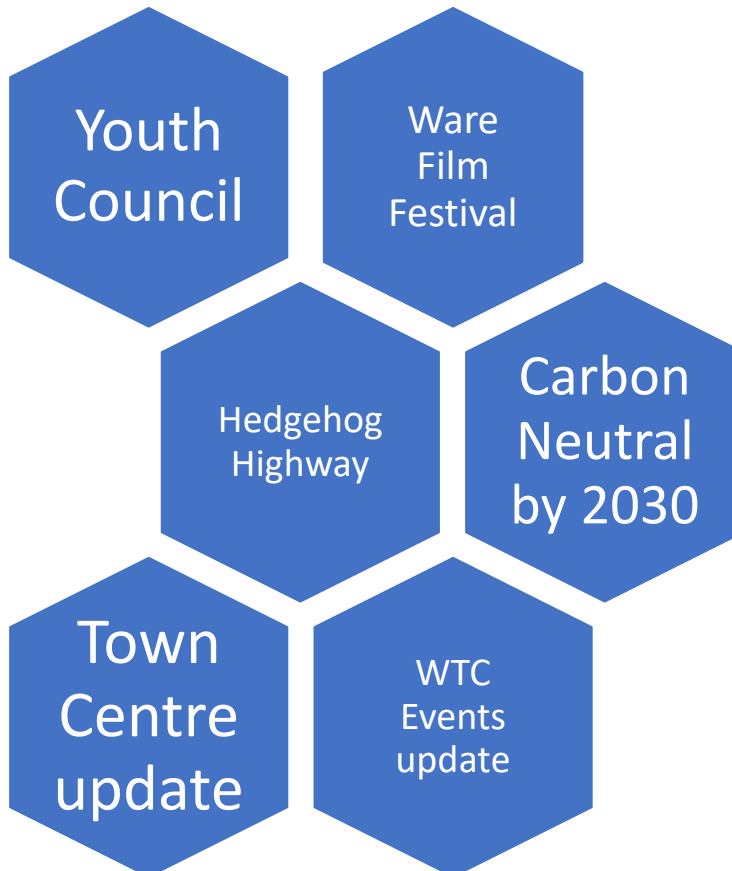 Youth
Council
Ware
Film
Festival
Hedgehog
Highway
Carbon
Neutral
by 2030
Town
Centre
update
WTC
Events
update